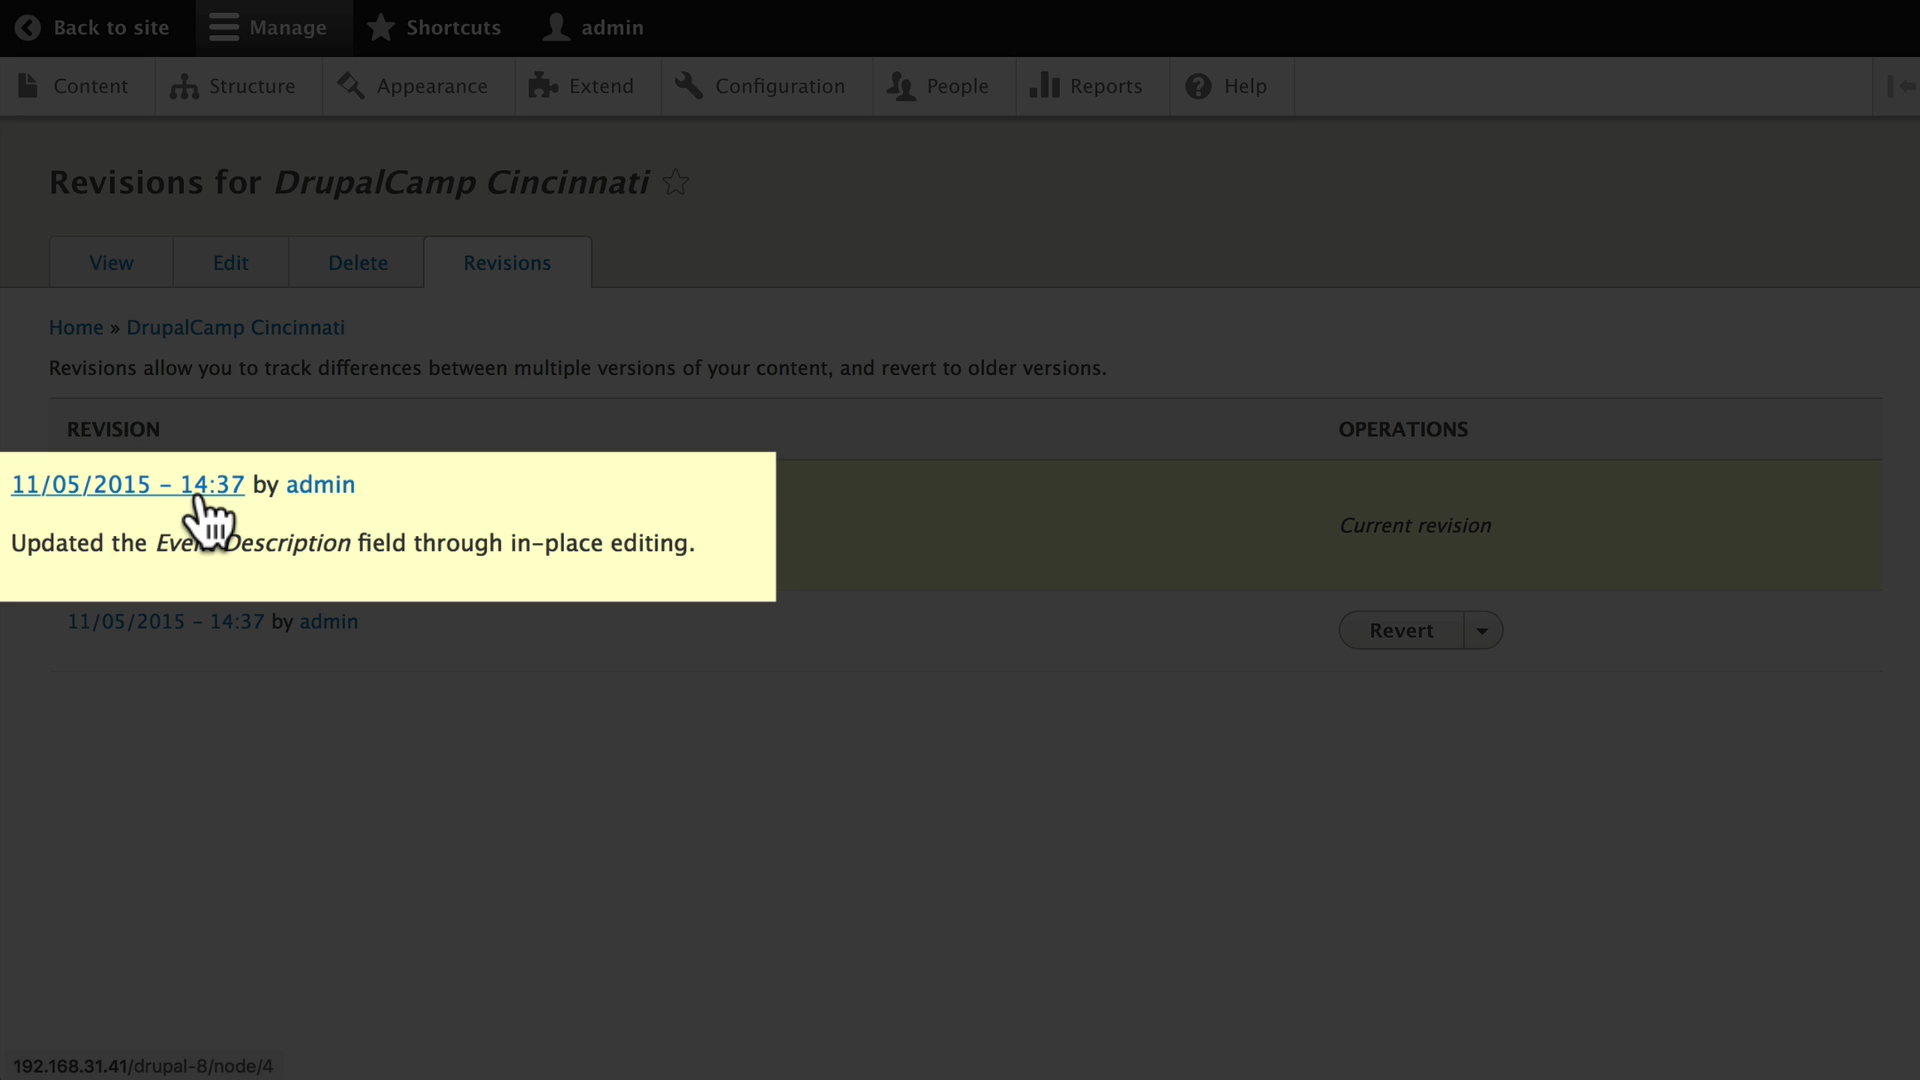 Back to site Manage Shortcuts admin
Content Structure Appearance Extend Configuration People Reports Help
Revisions for DrupalCamp Cincinnati
View Edit Delete Revisions
Home » DrupalCamp Cincinnati
Revisions allow you to track differences between multiple versions of your content, and revert to older versions.
REVISION OPERATIONS
11/05/2015 – 14:37 by admin
Current revision
Updated the Event Description field through in–place editing.
11/05/2015 – 14:37 by admin Revert
192.168.31.41/drupal-8/node/4